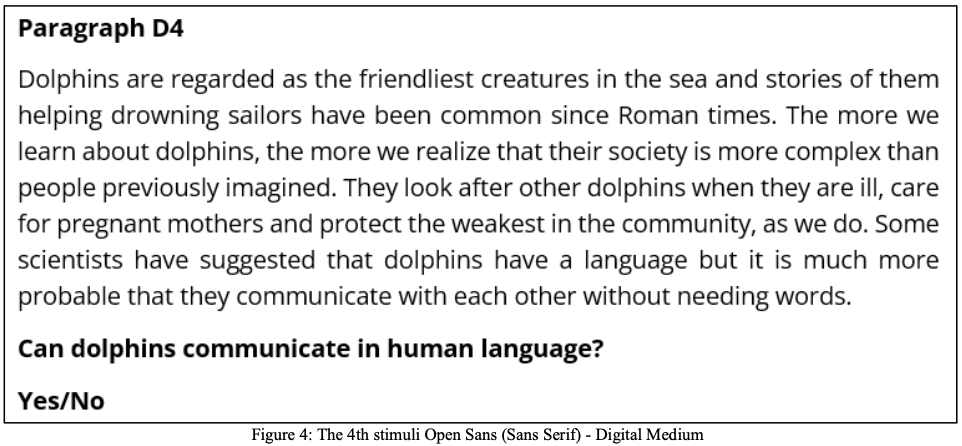 Paragraph D4
Dolphins are regarded as the friendliest creatures in the sea and stories of them
helping drowning sailors have been common since Roman times. The more we
learn about dolphins, the more we realize that their society is more complex than
people previously imagined. They look after other dolphins when they are ill, care
for pregnant mothers and protect the weakest in the community, as we do. Some
scientists have suggested that dolphins have a language but it is much more
probable that they communicate with each other without needing words.
Can dolphins communicate in human language?
Yes/No
Figure 4: The 4th stimuli Open Sans (Sans Serif) - Digital Medium